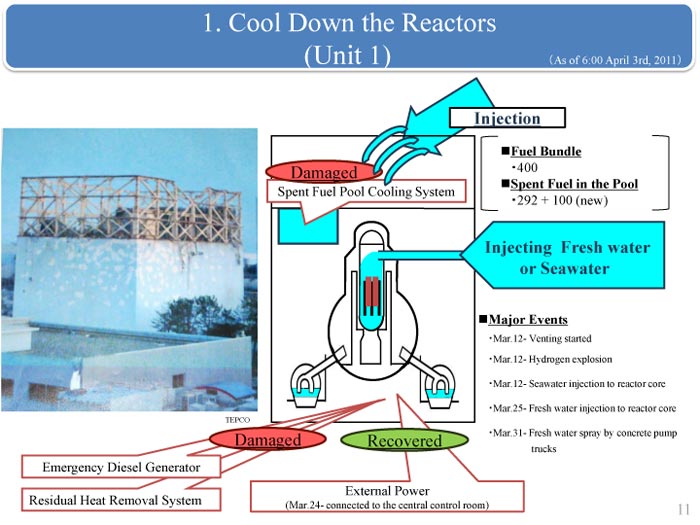 1. Cool Down the Reactors
(Unit 1)
(As of 6:00 April 3rd, 2011)
Injection
Damaged
Spent Fuel Pool Cooling System
■Fuel Bundle
・400
■Spent Fuel in the Pool
・292 + 100 (new)
Injecting Fresh water
or Seawater
■Major Events
・Mar.12- Venting started
・Mar.12- Hydrogen explosion
・Mar.12- Seawater injection to reactor core
・Mar.25- Fresh water injection to reactor core
・Mar.31- Fresh water spray by concrete pump
trucks
TEPCO
Damaged
Recovered
Emergency Diesel Generator
Residual Heat Removal System
External Power
(Mar.24- connected to the central control room)
11